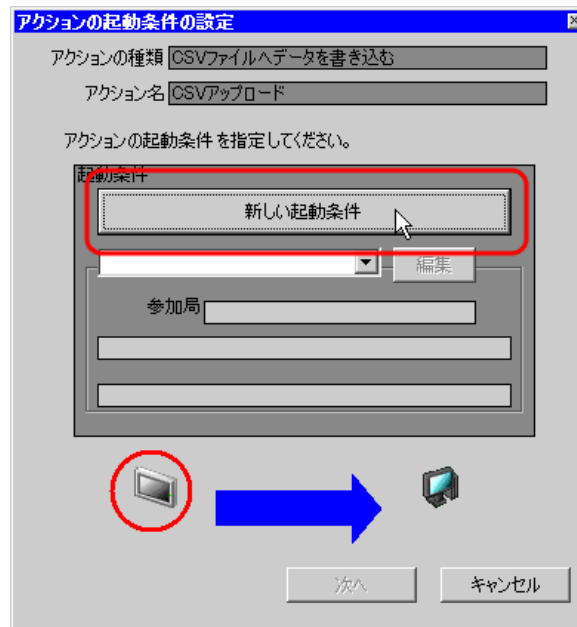 アクションの起動条件の設定
アクションの種類 CSVファイルへデータを書き込む
アクション名 CSVアップロード
アクションの起動条件を指定してください。
起動条件
新しい起動条件
編集
参加局
次へ
キャンセル